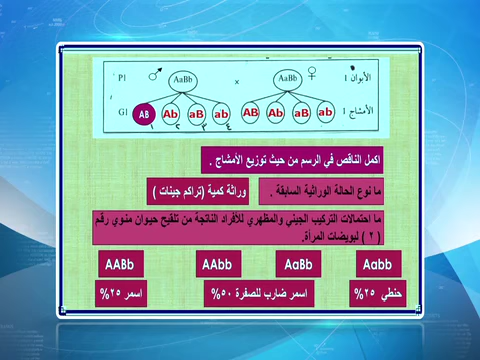 الأبوان P1
AaBb × AaBb
الأمشاج G1
AB Ab aB ab AB Ab aB ab
١ ٢ ٣ ٤
اكمل الناقص في الرسم من حيث توزيع الأمشاج .
ما نوع الحالة الوراثية السابقة . وراثة كمية (تراكم جينات )
ما احتمالات التركيب الجيني والمظهري للأفراد الناتجة من تلقيح حيوان منوي رقم
( ٢ ) لبويضات المرأة.
AABb AAbb AaBb Aabb
حنطي ٢٥% اسمر ضارب للصفرة ٥٠% اسمر ٢٥%